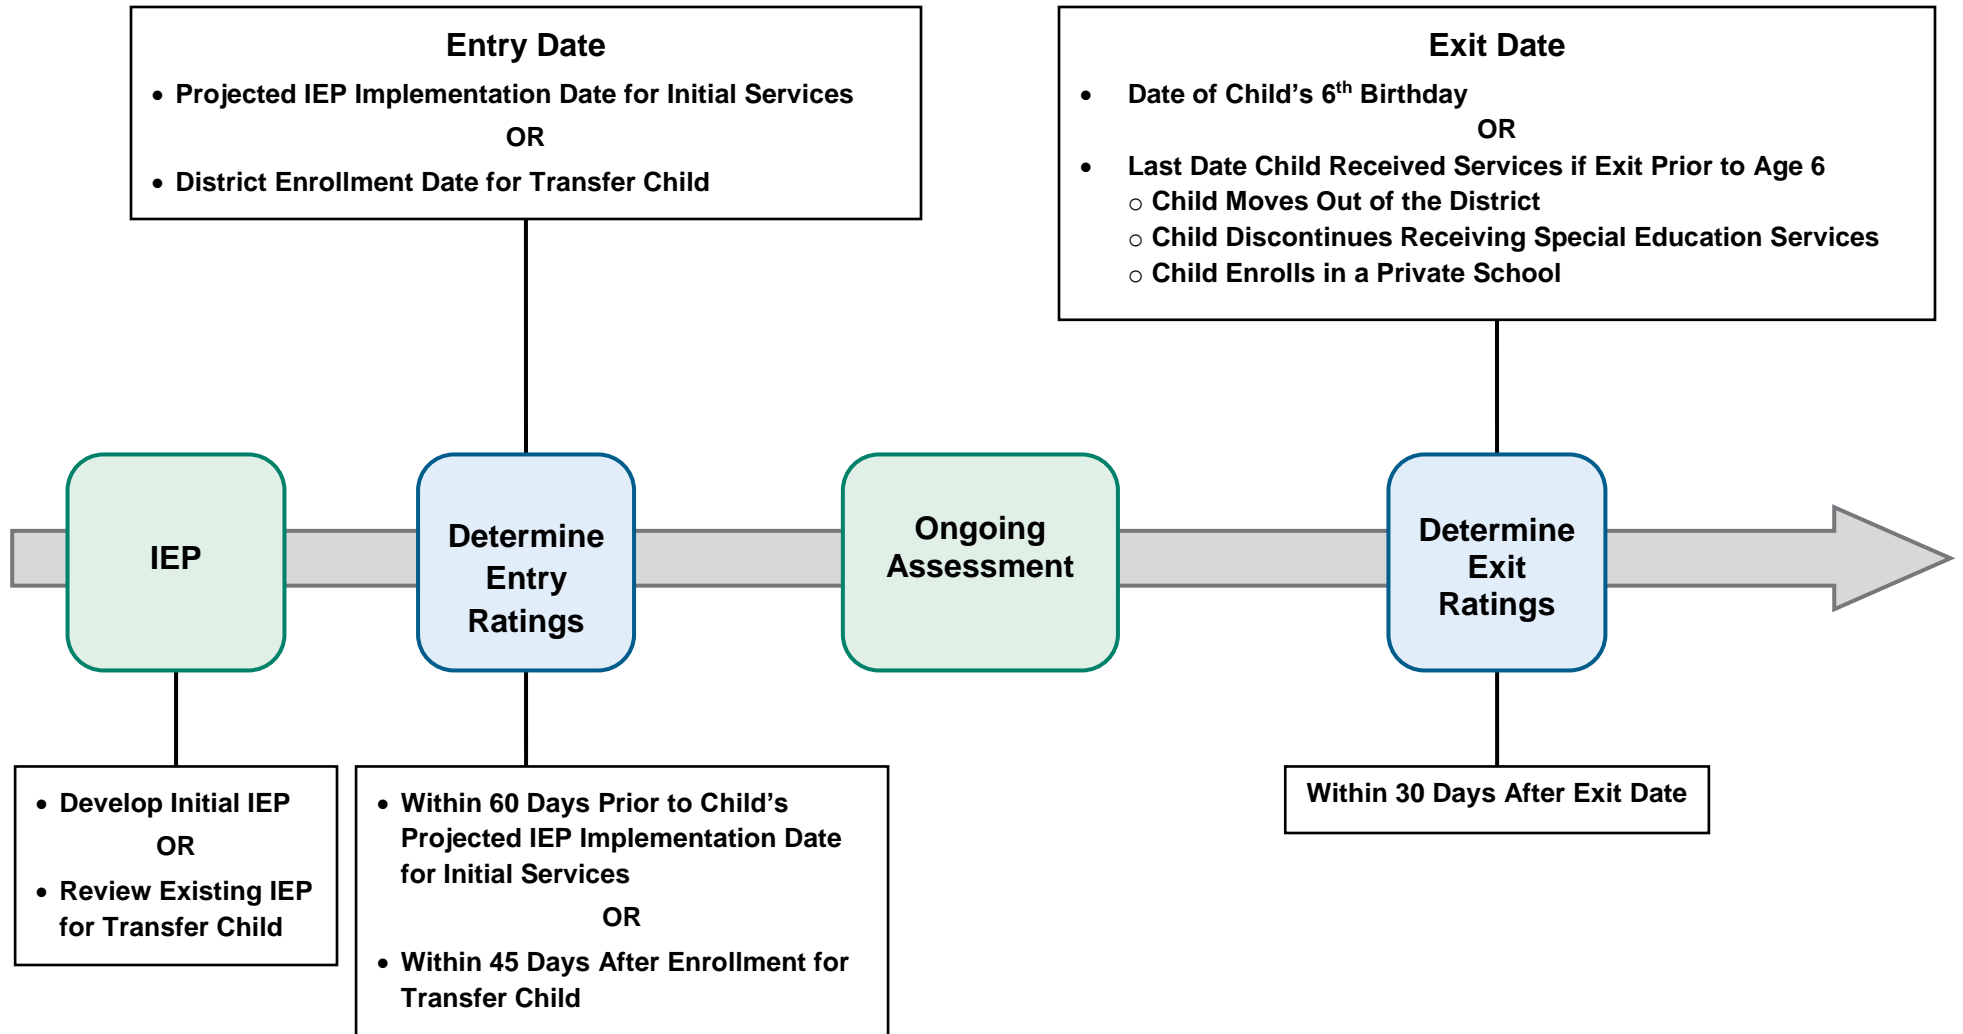 Entry Date
• Projected IEP Implementation Date for Initial Services
OR
• District Enrollment Date for Transfer Child
Exit Date
• Date of Child’s 6th Birthday
OR
• Last Date Child Received Services if Exit Prior to Age 6
○ Child Moves Out of the District
○ Child Discontinues Receiving Special Education Services
○ Child Enrolls in a Private School
IEP
Determine
Entry
Ratings
Ongoing
Assessment
Determine
Exit
Ratings
• Develop Initial IEP
OR
• Review Existing IEP
for Transfer Child
• Within 60 Days Prior to Child’s
Projected IEP Implementation Date
for Initial Services
OR
• Within 45 Days After Enrollment for
Transfer Child
Within 30 Days After Exit Date